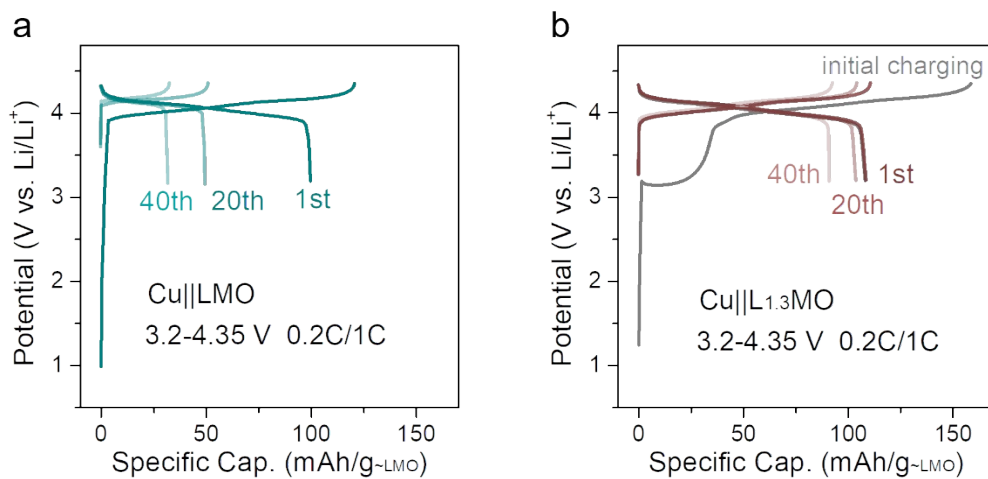 a
Potential (V vs. Li/Li⁺)
4
3
2
1
40th 20th 1st
Cu||LMO
3.2-4.35 V 0.2C/1C
0 50 100 150
Specific Cap. (mAh/g~LMO)
b
Potential (V vs. Li/Li⁺)
4
3
2
1
initial charging
40th 1st
20th
Cu||L₁.₃MO
3.2-4.35 V 0.2C/1C
0 50 100 150
Specific Cap. (mAh/g~LMO)